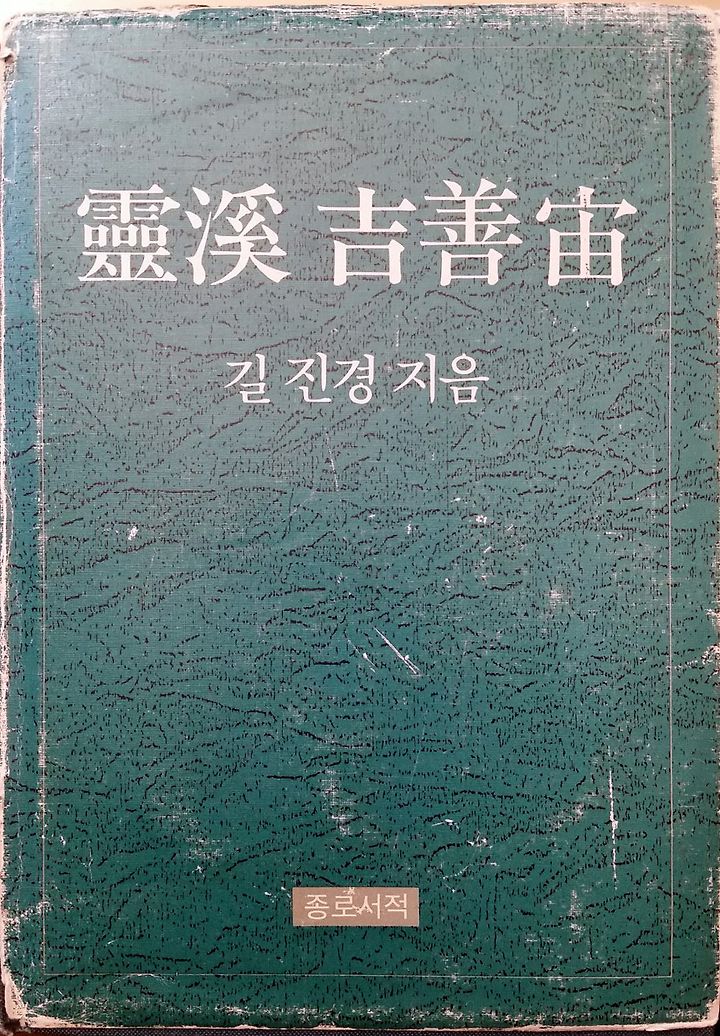 靈溪 吉善宙
길 진경 지음
종로서적